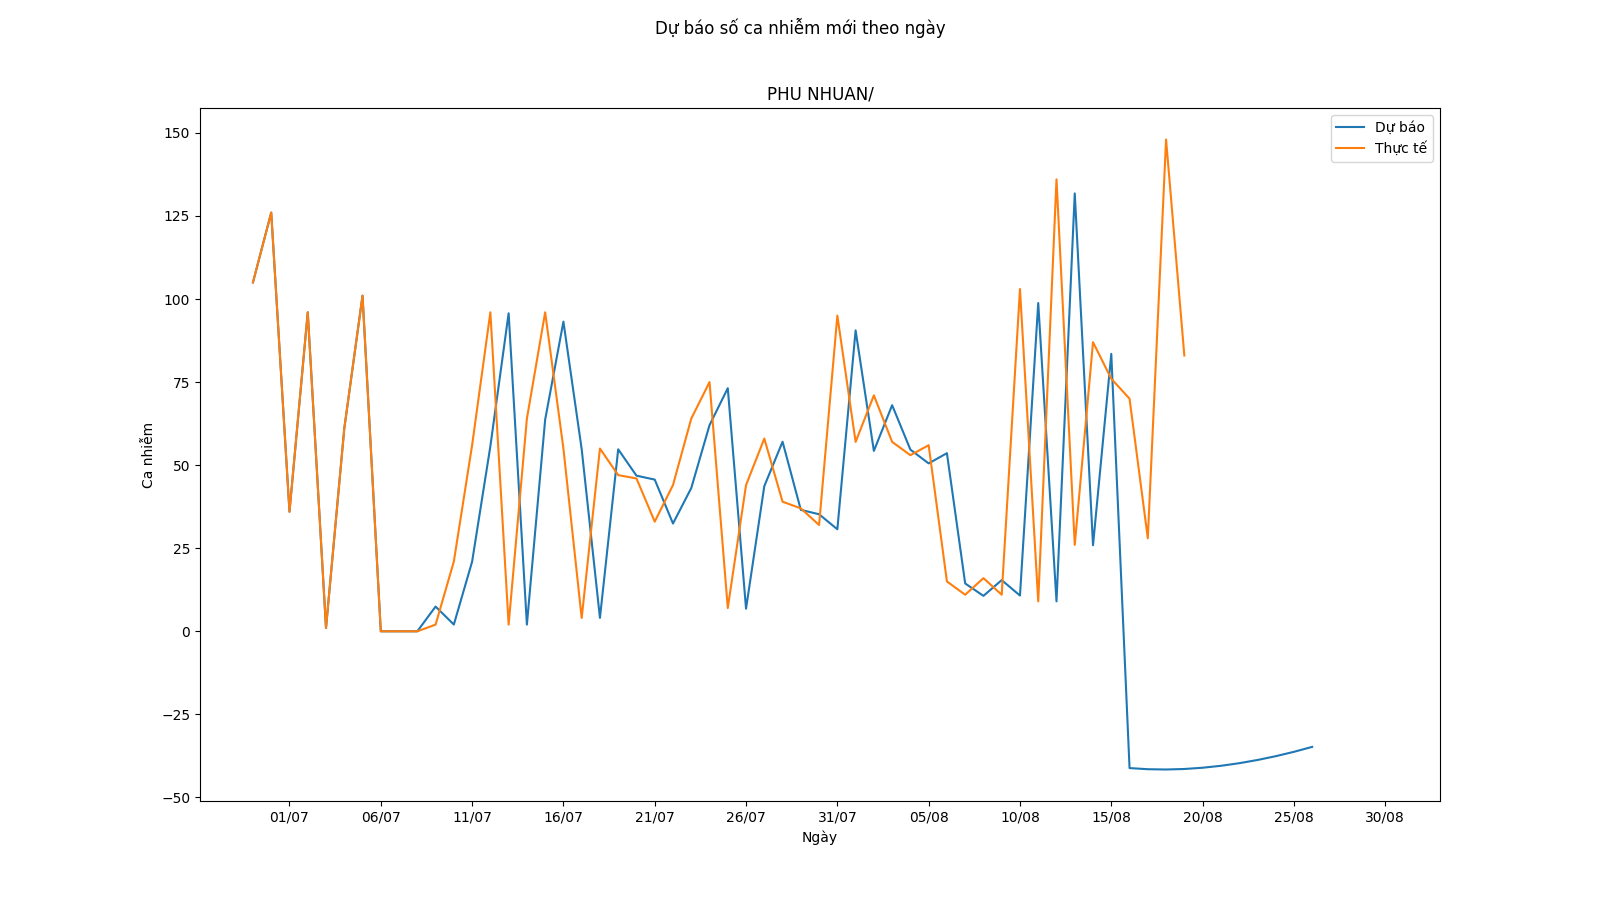 Dự báo số ca nhiễm mới theo ngày
PHU NHUAN/
Dự báo
Thực tế
150
125
100
75
50
25
0
−25
−50
Ca nhiễm
01/07 06/07 11/07 16/07 21/07 26/07 31/07 05/08 10/08 15/08 20/08 25/08 30/08
Ngày